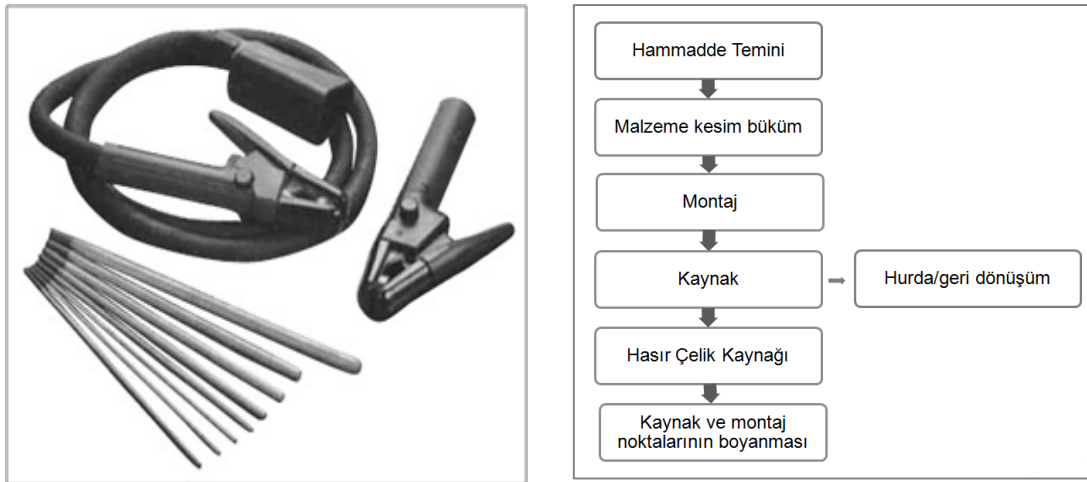 Hammadde Temini
Malzeme kesim büküm
Montaj
Kaynak
Hurda/geri dönüşüm
Hasır Çelik Kaynağı
Kaynak ve montaj
noktalarının boyanması